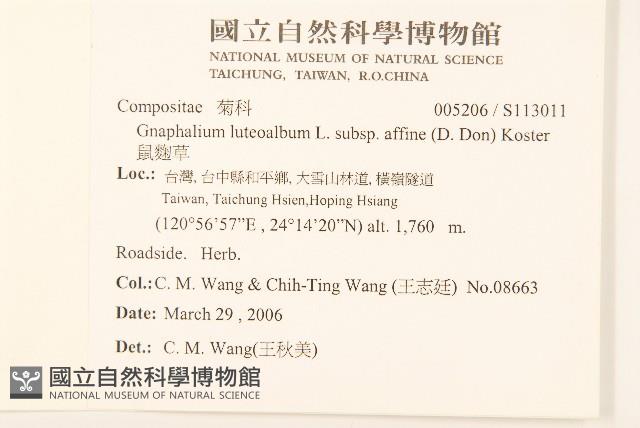 國立自然科學博物館
NATIONAL MUSEUM OF NATURAL SCIENCE
TAICHUNG, TAIWAN, R.O.CHINA
Compositae 菊科 005206 / S113011
Gnaphalium luteoalbum L. subsp. affine (D. Don) Koster
鼠麴草
Loc.: 台灣, 台中縣和平鄉, 大雪山林道, 橫嶺隧道
Taiwan, Taichung Hsien,Hoping Hsiang
(120°56'57”E , 24°14'20”N) alt. 1,760 m.
Roadside. Herb.
Col.: C. M. Wang & Chih-Ting Wang (王志廷) No.08663
Date: March 29 , 2006
Det.: C. M. Wang(王秋美)
國立自然科學博物館
NATIONAL MUSEUM OF NATURAL SCIENCE